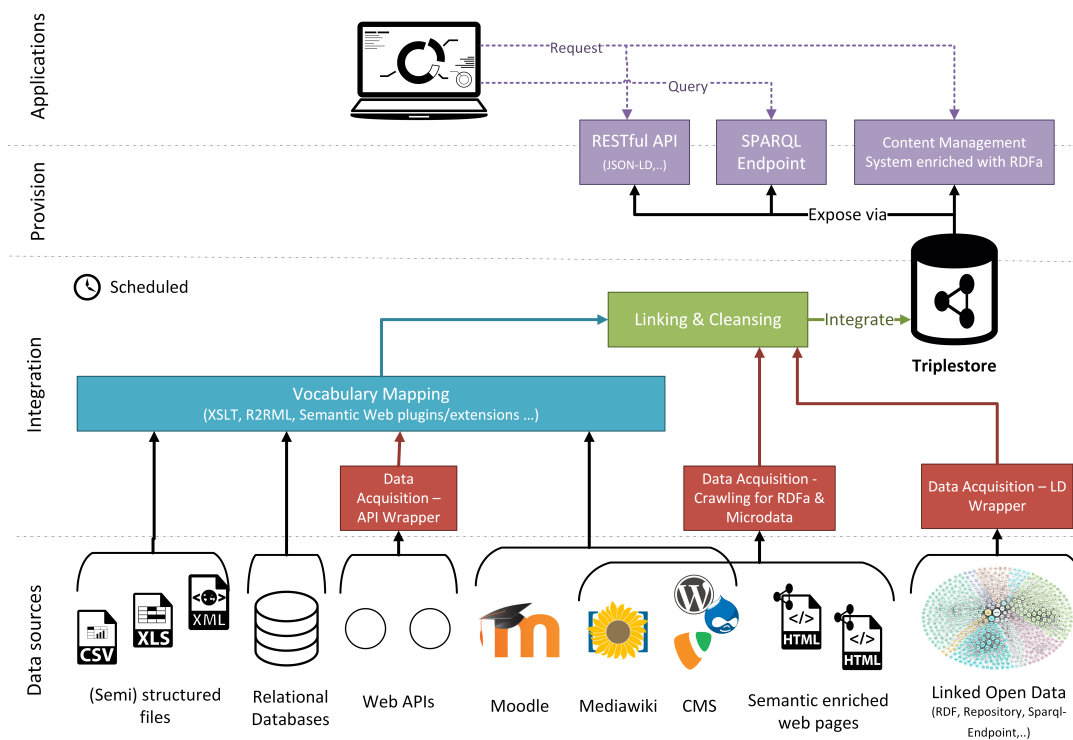 Applications
Request
Query
RESTful API
(JSON-LD,..)
SPARQL
Endpoint
Content Management
System enriched with RDFa
Provision
Expose via
Integration
Scheduled
Linking & Cleansing
Integrate
Triplestore
Vocabulary Mapping
(XSLT, R2RML, Semantic Web plugins/extensions ...)
Data
Acquisition –
API Wrapper
Data Acquisition -
Crawling for RDFa &
Microdata
Data Acquisition – LD
Wrapper
Data sources
CSV
XLS
XML
HTML
HTML
(Semi) structured
files
Relational
Databases
Web APIs
Moodle
Mediawiki
CMS
Semantic enriched
web pages
Linked Open Data
(RDF, Repository, Sparql-
Endpoint,..)